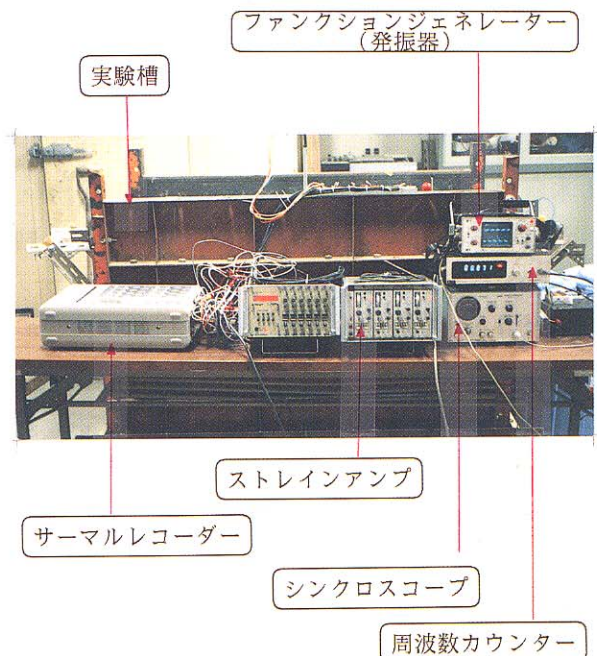 ファンクションジェネレーター
（発振器）
実験槽
ストレインアンプ
サーマルレコーダー
シンクロスコープ
周波数カウンター